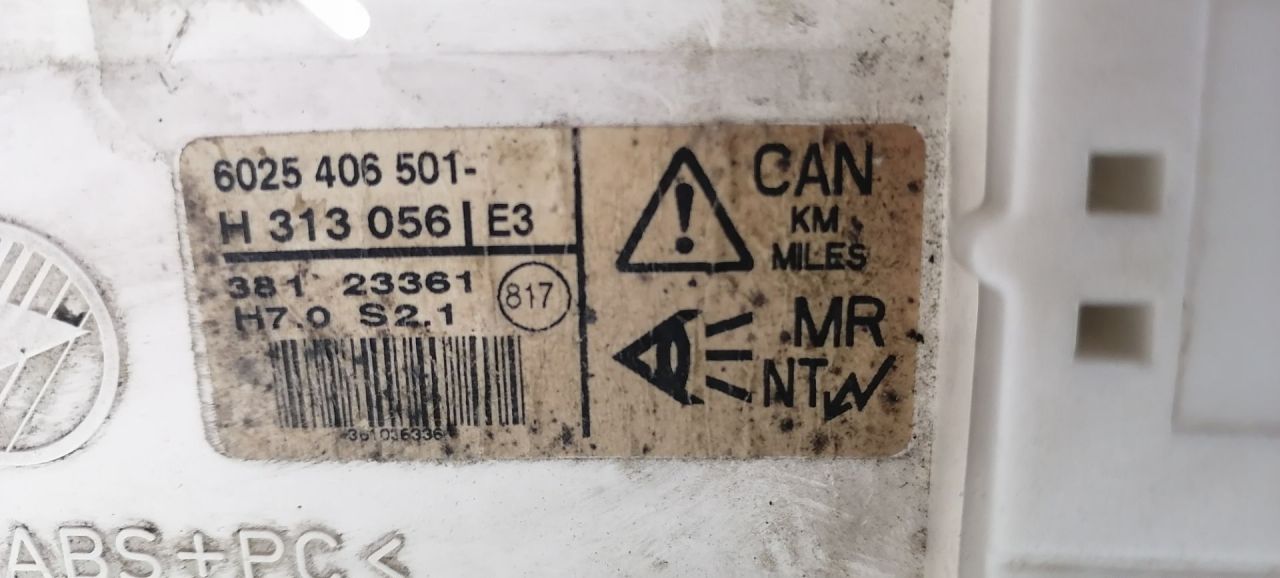 6025 406 501-
H 313 056 E3
381 23361
H7.0 S2.1
817
CAN
KM
MILES
MR
NT
ABS+PC<